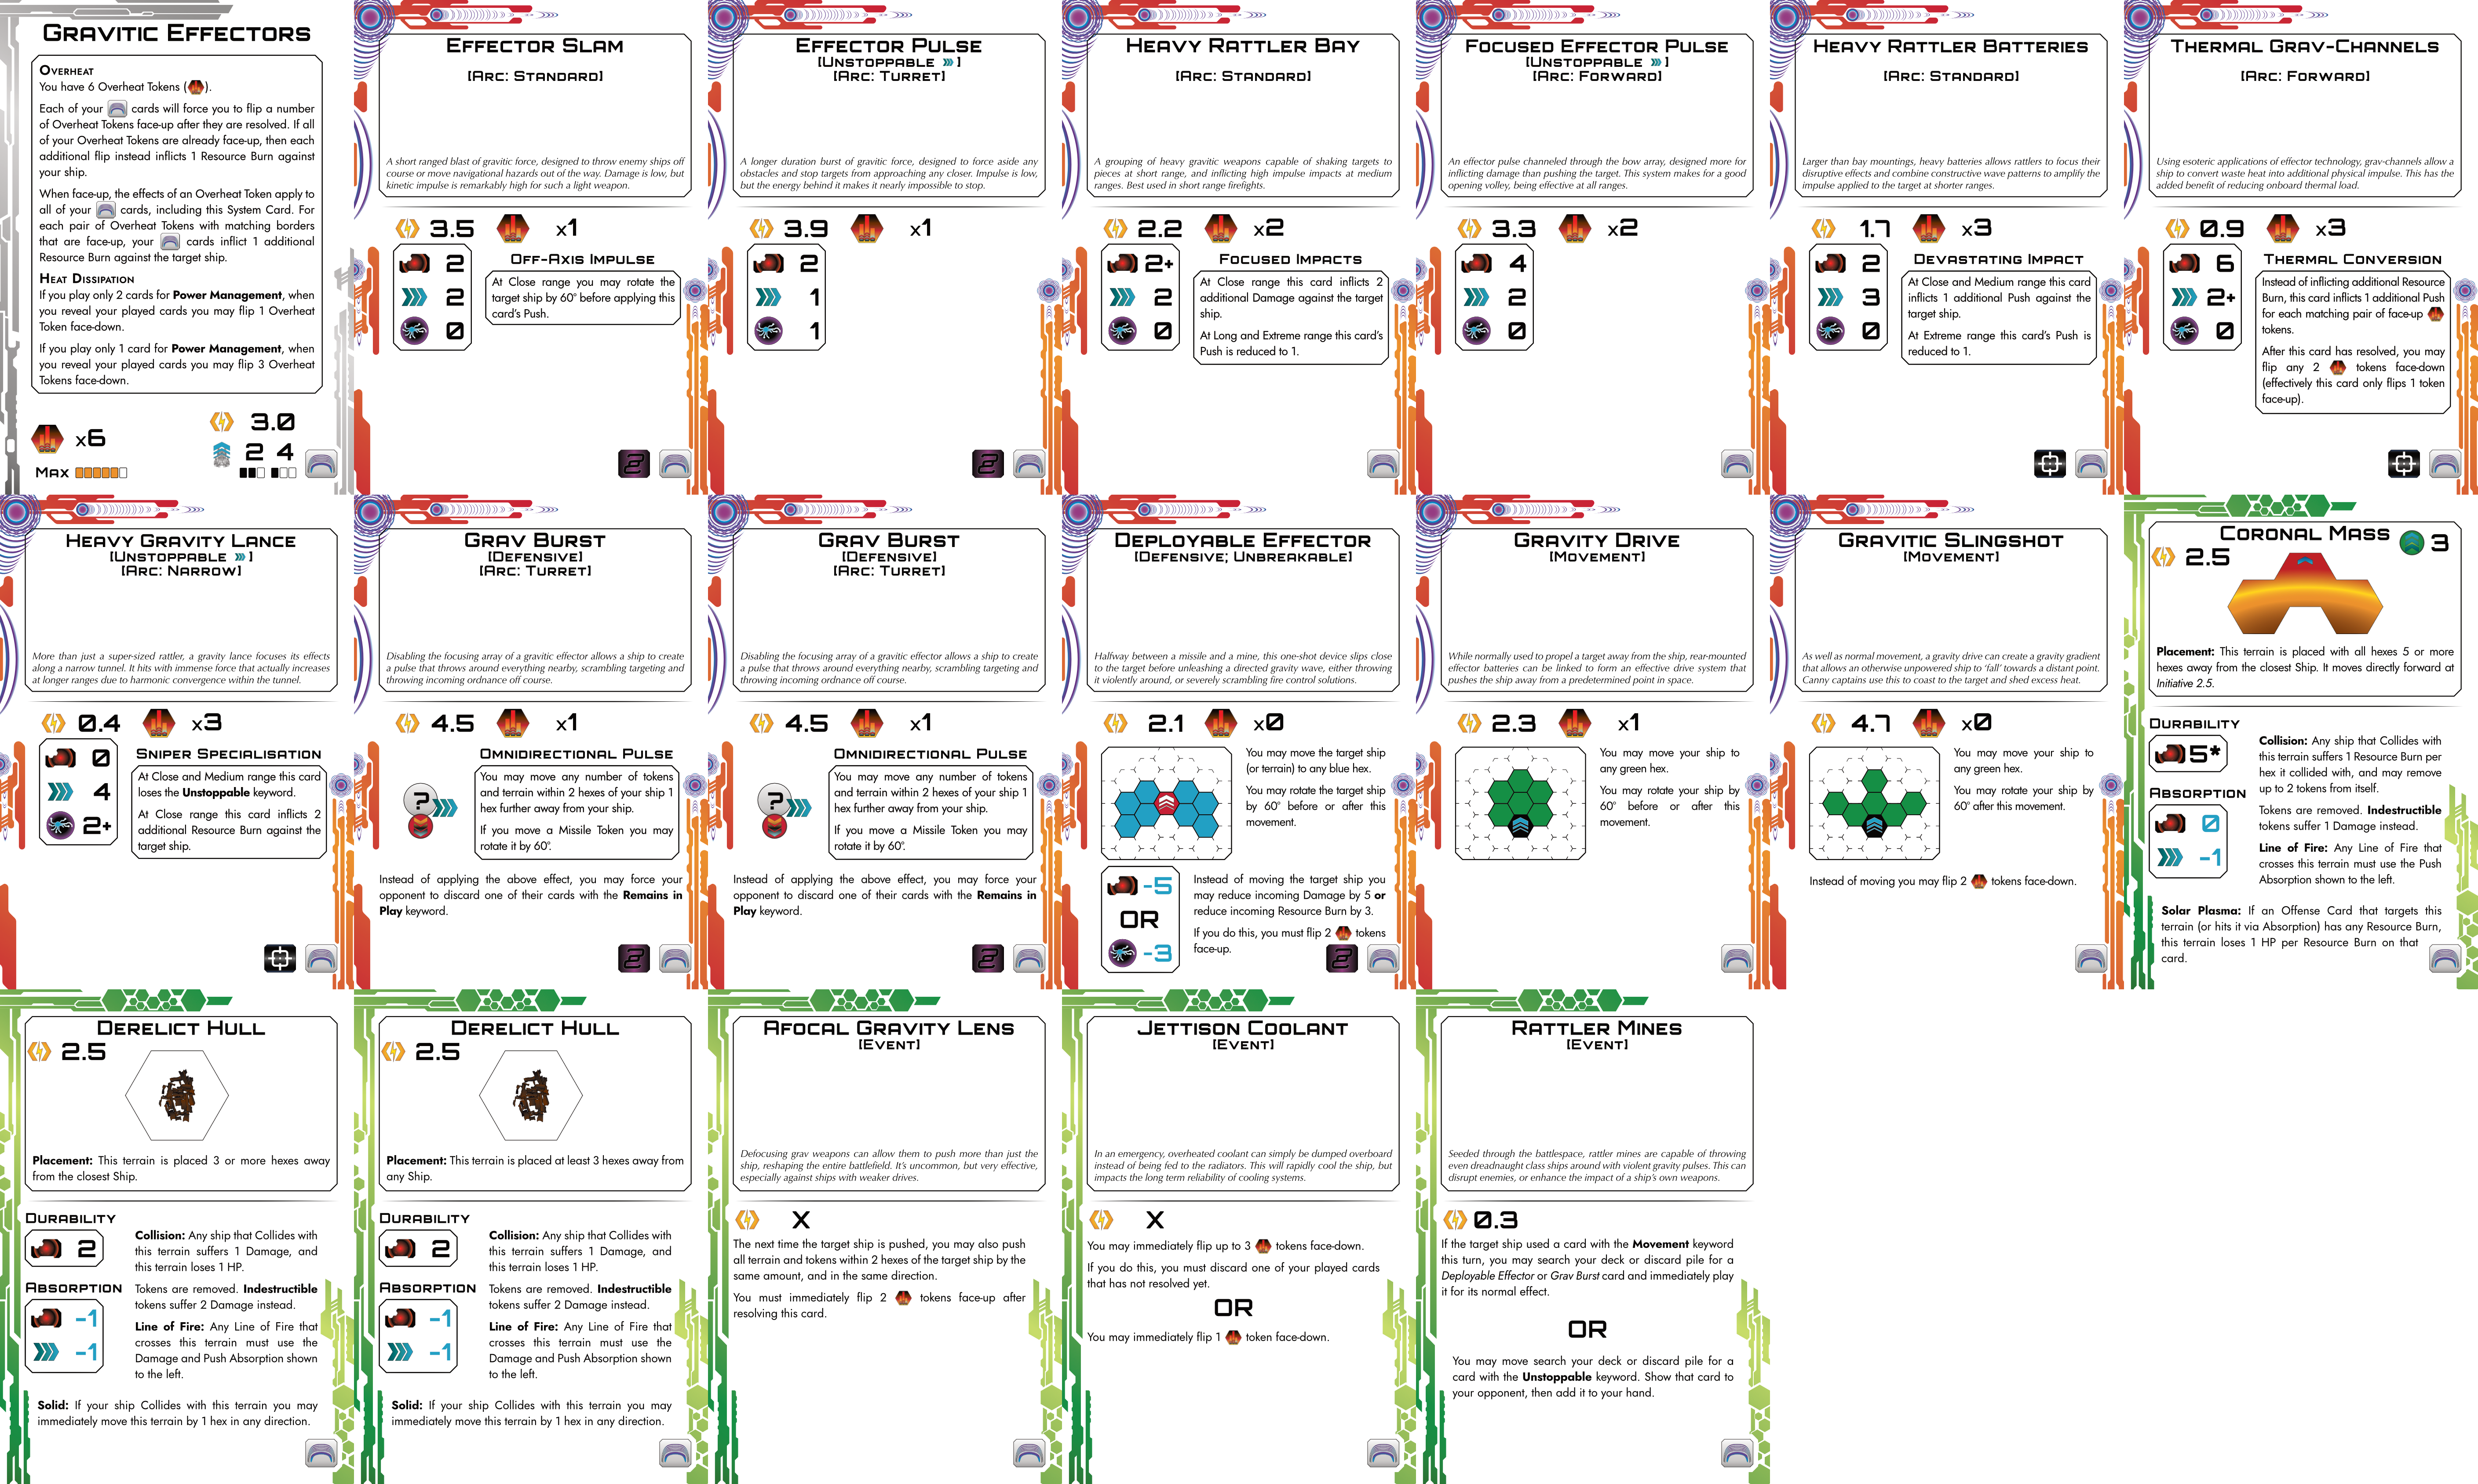 GRAVITIC EFFECTORS
OVERHEAT
You have 6 Overheat Tokens ( ).
Each of your cards will force you to flip a number
of Overheat Tokens face-up after they are resolved. If all
of your Overheat Tokens are already face-up, then each
additional flip instead inflicts 1 Resource Burn against
your ship.
When face-up, the effects of an Overheat Token apply to
all of your cards, including this System Card. For
each pair of Overheat Tokens with matching borders
that are face-up, your cards inflict 1 additional
Resource Burn against the target ship.
HEAT DISSIPATION
If you play only 2 cards for Power Management, when
you reveal your played cards you may flip 1 Overheat
Token face-down.
If you play only 1 card for Power Management, when
you reveal your played cards you may flip 3 Overheat
Tokens face-down.
x6
3.0
2 4
MAX
EFFECTOR SLAM
[ARC: STANDARD]
A short ranged blast of gravitic force, designed to throw enemy ships off
course or move navigational hazards out of the way. Damage is low, but
kinetic impulse is remarkably high for such a light weapon.
3.5 x1
2
2
0
OFF-AXIS IMPULSE
At Close range you may rotate the
target ship by 60° before applying this
card's Push.
2
EFFECTOR PULSE
[UNSTOPPABLE ]
[ARC: TURRET]
A longer duration burst of gravitic force, designed to force aside any
obstacles and stop targets from approaching any closer. Impulse is low,
but the energy behind it makes it nearly impossible to stop.
3.9 x1
2
1
1
2
HEAVY RATTLER BAY
[ARC: STANDARD]
A grouping of heavy gravitic weapons capable of shaking targets to
pieces at short range, and inflicting high impulse impacts at medium
ranges. Best used in short range firefights.
2.2 x2
2+
2
0
FOCUSED IMPACTS
At Close range this card inflicts 2
additional Damage against the target
ship.
At Long and Extreme range this card's
Push is reduced to 1.
FOCUSED EFFECTOR PULSE
[UNSTOPPABLE ]
[ARC: FORWARD]
An effector pulse channeled through the bow array, designed more for
inflicting damage than pushing the target. This system makes for a good
opening volley, being effective at all ranges.
3.3 x2
4
2
0
HEAVY RATTLER BATTERIES
[ARC: STANDARD]
Larger than bay mountings, heavy batteries allows rattlers to focus their
disruptive effects and combine constructive wave patterns to amplify the
impulse applied to the target at shorter ranges.
1.7 x3
2
3
0
DEVASTATING IMPACT
At Close and Medium range this card
inflicts 1 additional Push against the
target ship.
At Extreme range this card's Push is
reduced to 1.
THERMAL GRAV-CHANNELS
[ARC: FORWARD]
Using esoteric applications of effector technology, grav-channels allow a
ship to convert waste heat into additional physical impulse. This has the
added benefit of reducing onboard thermal load.
0.9 x3
6
2+
0
THERMAL CONVERSION
Instead of inflicting additional Resource
Burn, this card inflicts 1 additional Push
for each matching pair of face-up
tokens.
After this card has resolved, you may
flip any 2 tokens face-down
(effectively this card only flips 1 token
face-up).
HEAVY GRAVITY LANCE
[UNSTOPPABLE ]
[ARC: NARROW]
More than just a super-sized rattler, a gravity lance focuses its effects
along a narrow tunnel. It hits with immense force that actually increases
at longer ranges due to harmonic convergence within the tunnel.
0.4 x3
0
4
2+
SNIPER SPECIALISATION
At Close and Medium range this card
loses the Unstoppable keyword.
At Close range this card inflicts 2
additional Resource Burn against the
target ship.
GRAV BURST
[DEFENSIVE]
[ARC: TURRET]
Disabling the focusing array of a gravitic effector allows a ship to create
a pulse that throws around everything nearby, scrambling targeting and
throwing incoming ordnance off course.
4.5 x1
?
OMNIDIRECTIONAL PULSE
You may move any number of tokens
and terrain within 2 hexes of your ship 1
hex further away from your ship.
If you move a Missile Token you may
rotate it by 60°.
Instead of applying the above effect, you may force your
opponent to discard one of their cards with the Remains in
Play keyword.
2
GRAV BURST
[DEFENSIVE]
[ARC: TURRET]
Disabling the focusing array of a gravitic effector allows a ship to create
a pulse that throws around everything nearby, scrambling targeting and
throwing incoming ordnance off course.
4.5 x1
?
OMNIDIRECTIONAL PULSE
You may move any number of tokens
and terrain within 2 hexes of your ship 1
hex further away from your ship.
If you move a Missile Token you may
rotate it by 60°.
Instead of applying the above effect, you may force your
opponent to discard one of their cards with the Remains in
Play keyword.
2
DEPLOYABLE EFFECTOR
[DEFENSIVE; UNBREAKABLE]
Halfway between a missile and a mine, this one-shot device slips close
to the target before unleashing a directed gravity wave, either throwing
it violently around, or severely scrambling fire control solutions.
2.1 x0
You may move the target ship
(or terrain) to any blue hex.
You may rotate the target ship
by 60° before or after this
movement.
-5
OR
-3
Instead of moving the target ship you
may reduce incoming Damage by 5 or
reduce incoming Resource Burn by 3.
If you do this, you must flip 2 tokens
face-up.
2
GRAVITY DRIVE
[MOVEMENT]
While normally used to propel a target away from the ship, rear-mounted
effector batteries can be linked to form an effective drive system that
pushes the ship away from a predetermined point in space.
2.3 x1
You may move your ship to
any green hex.
You may rotate your ship by
60° before or after this
movement.
GRAVITIC SLINGSHOT
[MOVEMENT]
As well as normal movement, a gravity drive can create a gravity gradient
that allows an otherwise unpowered ship to 'fall' towards a distant point.
Canny captains use this to coast to the target and shed excess heat.
4.7 x0
You may move your ship to
any green hex.
You may rotate your ship by
60° after this movement.
Instead of moving you may flip 2 tokens face-down.
CORONAL MASS
2.5
3
Placement: This terrain is placed with all hexes 5 or more
hexes away from the closest Ship. It moves directly forward at
Initiative 2.5.
DURABILITY
5*
ABSORPTION
0
-1
Collision: Any ship that Collides with
this terrain suffers 1 Resource Burn per
hex it collided with, and may remove
up to 2 tokens from itself.
Tokens are removed. Indestructible
tokens suffer 1 Damage instead.
Line of Fire: Any Line of Fire that
crosses this terrain must use the Push
Absorption shown to the left.
Solar Plasma: If an Offense Card that targets this
terrain (or hits it via Absorption) has any Resource Burn,
this terrain loses 1 HP per Resource Burn on that
card.
DERELICT HULL
2.5
Placement: This terrain is placed 3 or more hexes away
from the closest Ship.
DURABILITY
2
ABSORPTION
-1
-1
Collision: Any ship that Collides with
this terrain suffers 1 Damage, and
this terrain loses 1 HP.
Tokens are removed. Indestructible
tokens suffer 2 Damage instead.
Line of Fire: Any Line of Fire that
crosses this terrain must use the
Damage and Push Absorption shown
to the left.
Solid: If your ship Collides with this terrain you may
immediately move this terrain by 1 hex in any direction.
DERELICT HULL
2.5
Placement: This terrain is placed at least 3 hexes away from
any Ship.
DURABILITY
2
ABSORPTION
-1
-1
Collision: Any ship that Collides with
this terrain suffers 1 Damage, and
this terrain loses 1 HP.
Tokens are removed. Indestructible
tokens suffer 2 Damage instead.
Line of Fire: Any Line of Fire that
crosses this terrain must use the
Damage and Push Absorption shown
to the left.
Solid: If your ship Collides with this terrain you may
immediately move this terrain by 1 hex in any direction.
AFOCAL GRAVITY LENS
[EVENT]
Defocusing grav weapons can allow them to push more than just the
ship, reshaping the entire battlefield. It's uncommon, but very effective,
especially against ships with weaker drives.
X
The next time the target ship is pushed, you may also push
all terrain and tokens within 2 hexes of the target ship by the
same amount, and in the same direction.
You must immediately flip 2 tokens face-up after
resolving this card.
JETTISON COOLANT
[EVENT]
In an emergency, overheated coolant can simply be dumped overboard
instead of being fed to the radiators. This will rapidly cool the ship, but
impacts the long term reliability of cooling systems.
X
You may immediately flip up to 3 tokens face-down.
If you do this, you must discard one of your played cards
that has not resolved yet.
OR
You may immediately flip 1 token face-down.
RATTLER MINES
[EVENT]
Seeded through the battlespace, rattler mines are capable of throwing
even dreadnaught class ships around with violent gravity pulses. This can
disrupt enemies, or enhance the impact of a ship's own weapons.
0.3
If the target ship used a card with the Movement keyword
this turn, you may search your deck or discard pile for a
Deployable Effector or Grav Burst card and immediately play
it for its normal effect.
OR
You may move search your deck or discard pile for a
card with the Unstoppable keyword. Show that card to
your opponent, then add it to your hand.